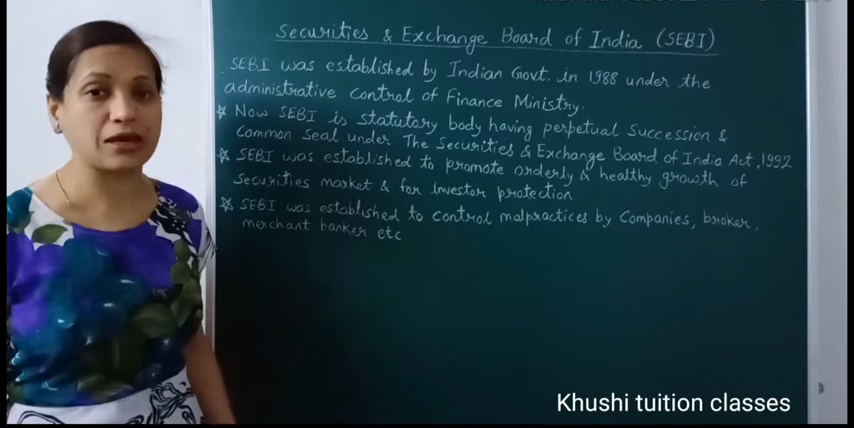 Securities & Exchange Board of India (SEBI)
SEBI was established by Indian Govt. in 1988 under the
administrative control of Finance Ministry.
☆ Now SEBI is statutory body having perpetual succession &
common seal under The Securities & Exchange Board of India Act, 1992
☆ SEBI was established to promote orderly & healthy growth of
securities market & for investor protection
☆ SEBI was established to control malpractices by companies, broker,
merchant banker etc
Khushi tuition classes